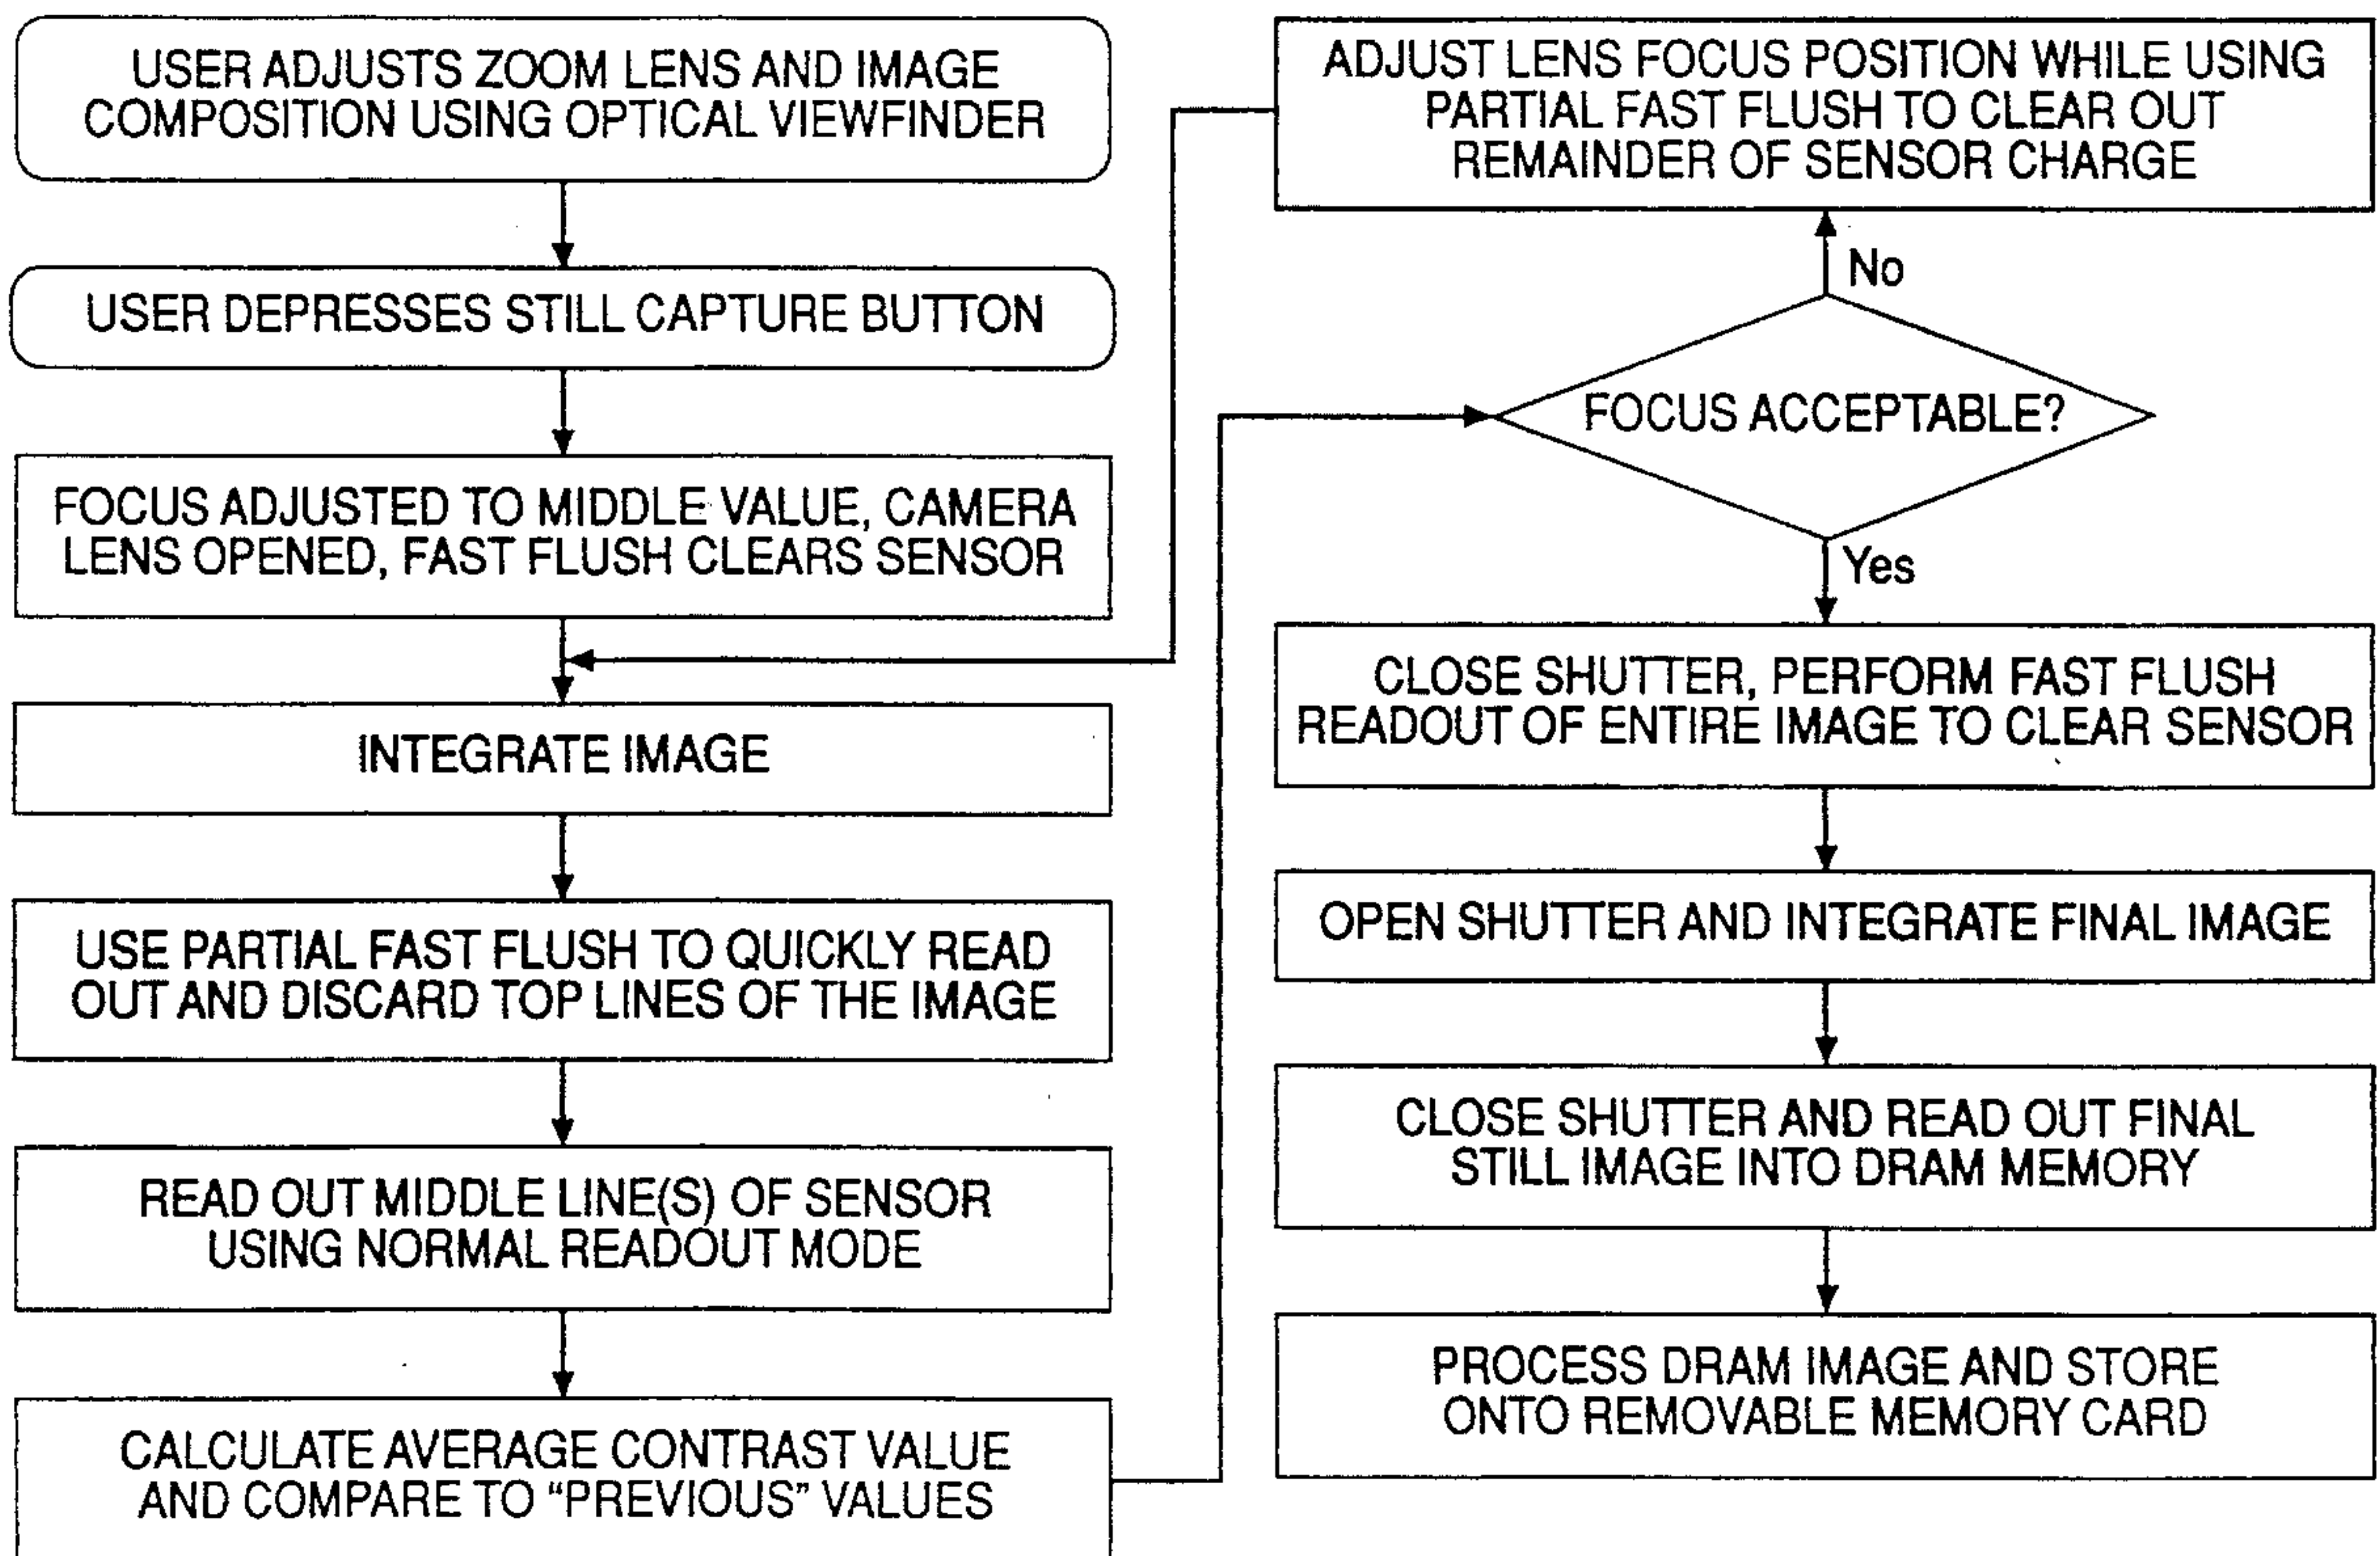 USER ADJUSTS ZOOM LENS AND IMAGE
COMPOSITION USING OPTICAL VIEWFINDER
USER DEPRESSES STILL CAPTURE BUTTON
FOCUS ADJUSTED TO MIDDLE VALUE, CAMERA
LENS OPENED, FAST FLUSH CLEARS SENSOR
INTEGRATE IMAGE
USE PARTIAL FAST FLUSH TO QUICKLY READ
OUT AND DISCARD TOP LINES OF THE IMAGE
READ OUT MIDDLE LINE(S) OF SENSOR
USING NORMAL READOUT MODE
CALCULATE AVERAGE CONTRAST VALUE
AND COMPARE TO “PREVIOUS” VALUES
ADJUST LENS FOCUS POSITION WHILE USING
PARTIAL FAST FLUSH TO CLEAR OUT
REMAINDER OF SENSOR CHARGE
No
FOCUS ACCEPTABLE?
Yes
CLOSE SHUTTER, PERFORM FAST FLUSH
READOUT OF ENTIRE IMAGE TO CLEAR SENSOR
OPEN SHUTTER AND INTEGRATE FINAL IMAGE
CLOSE SHUTTER AND READ OUT FINAL
STILL IMAGE INTO DRAM MEMORY
PROCESS DRAM IMAGE AND STORE
ONTO REMOVABLE MEMORY CARD